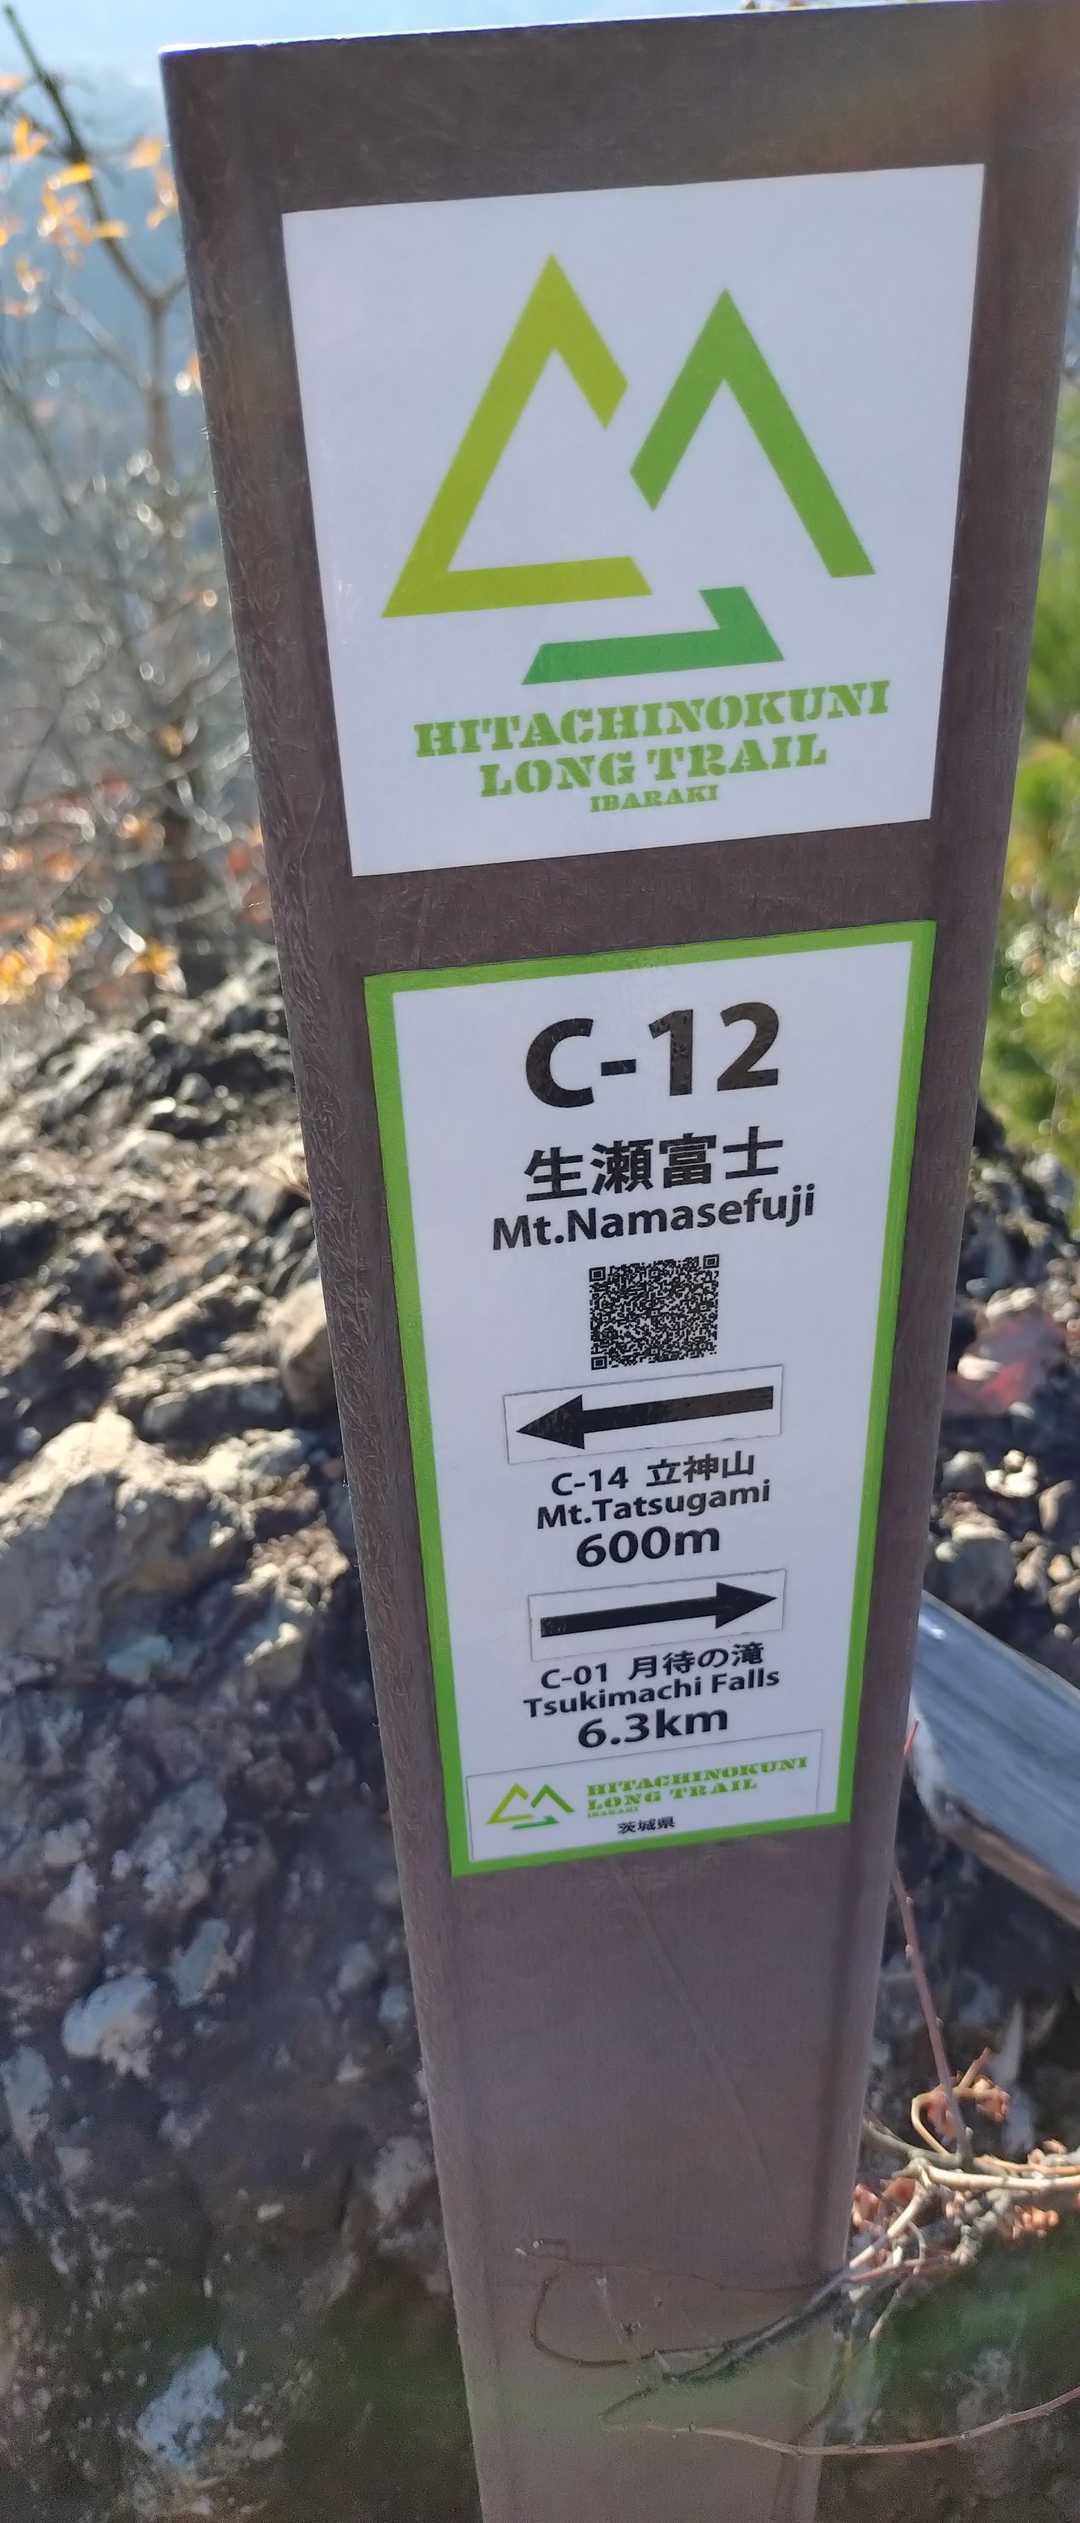 HITACHINOKUNI
LONG TRAIL
IBARAKI
C-12
生瀬富士
Mt.Namasefuji
C-14 立神山
Mt.Tatsugami
600m
C-01 月待の滝
Tsukimachi Falls
6.3km
HITACHINOKUNI
LONG TRAIL
IBARAKI
茨城県